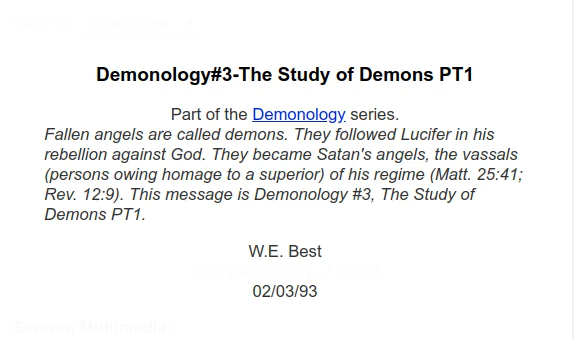 Demonology#3-The Study of Demons PT1
Part of the Demonology series.
Fallen angels are called demons. They followed Lucifer in his
rebellion against God. They became Satan's angels, the vassals
(persons owing homage to a superior) of his regime (Matt. 25:41;
Rev. 12:9). This message is Demonology #3, The Study of
Demons PT1.
W.E. Best
02/03/93
Sermon Multimedia: